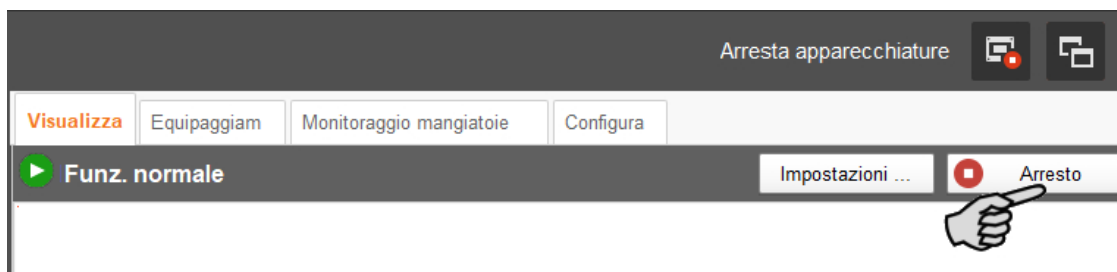 Arresta apparecchiature
Visualizza Equipaggiam Monitoraggio mangiatoie Configura
Funz. normale Impostazioni ... Arresto